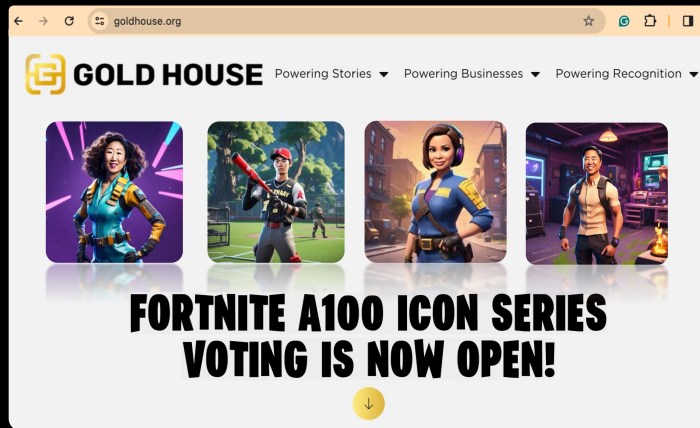 goldhouse.org
GOLD HOUSE Powering Stories Powering Businesses Powering Recognition
FORTNITE A100 ICON SERIES
VOTING IS NOW OPEN!